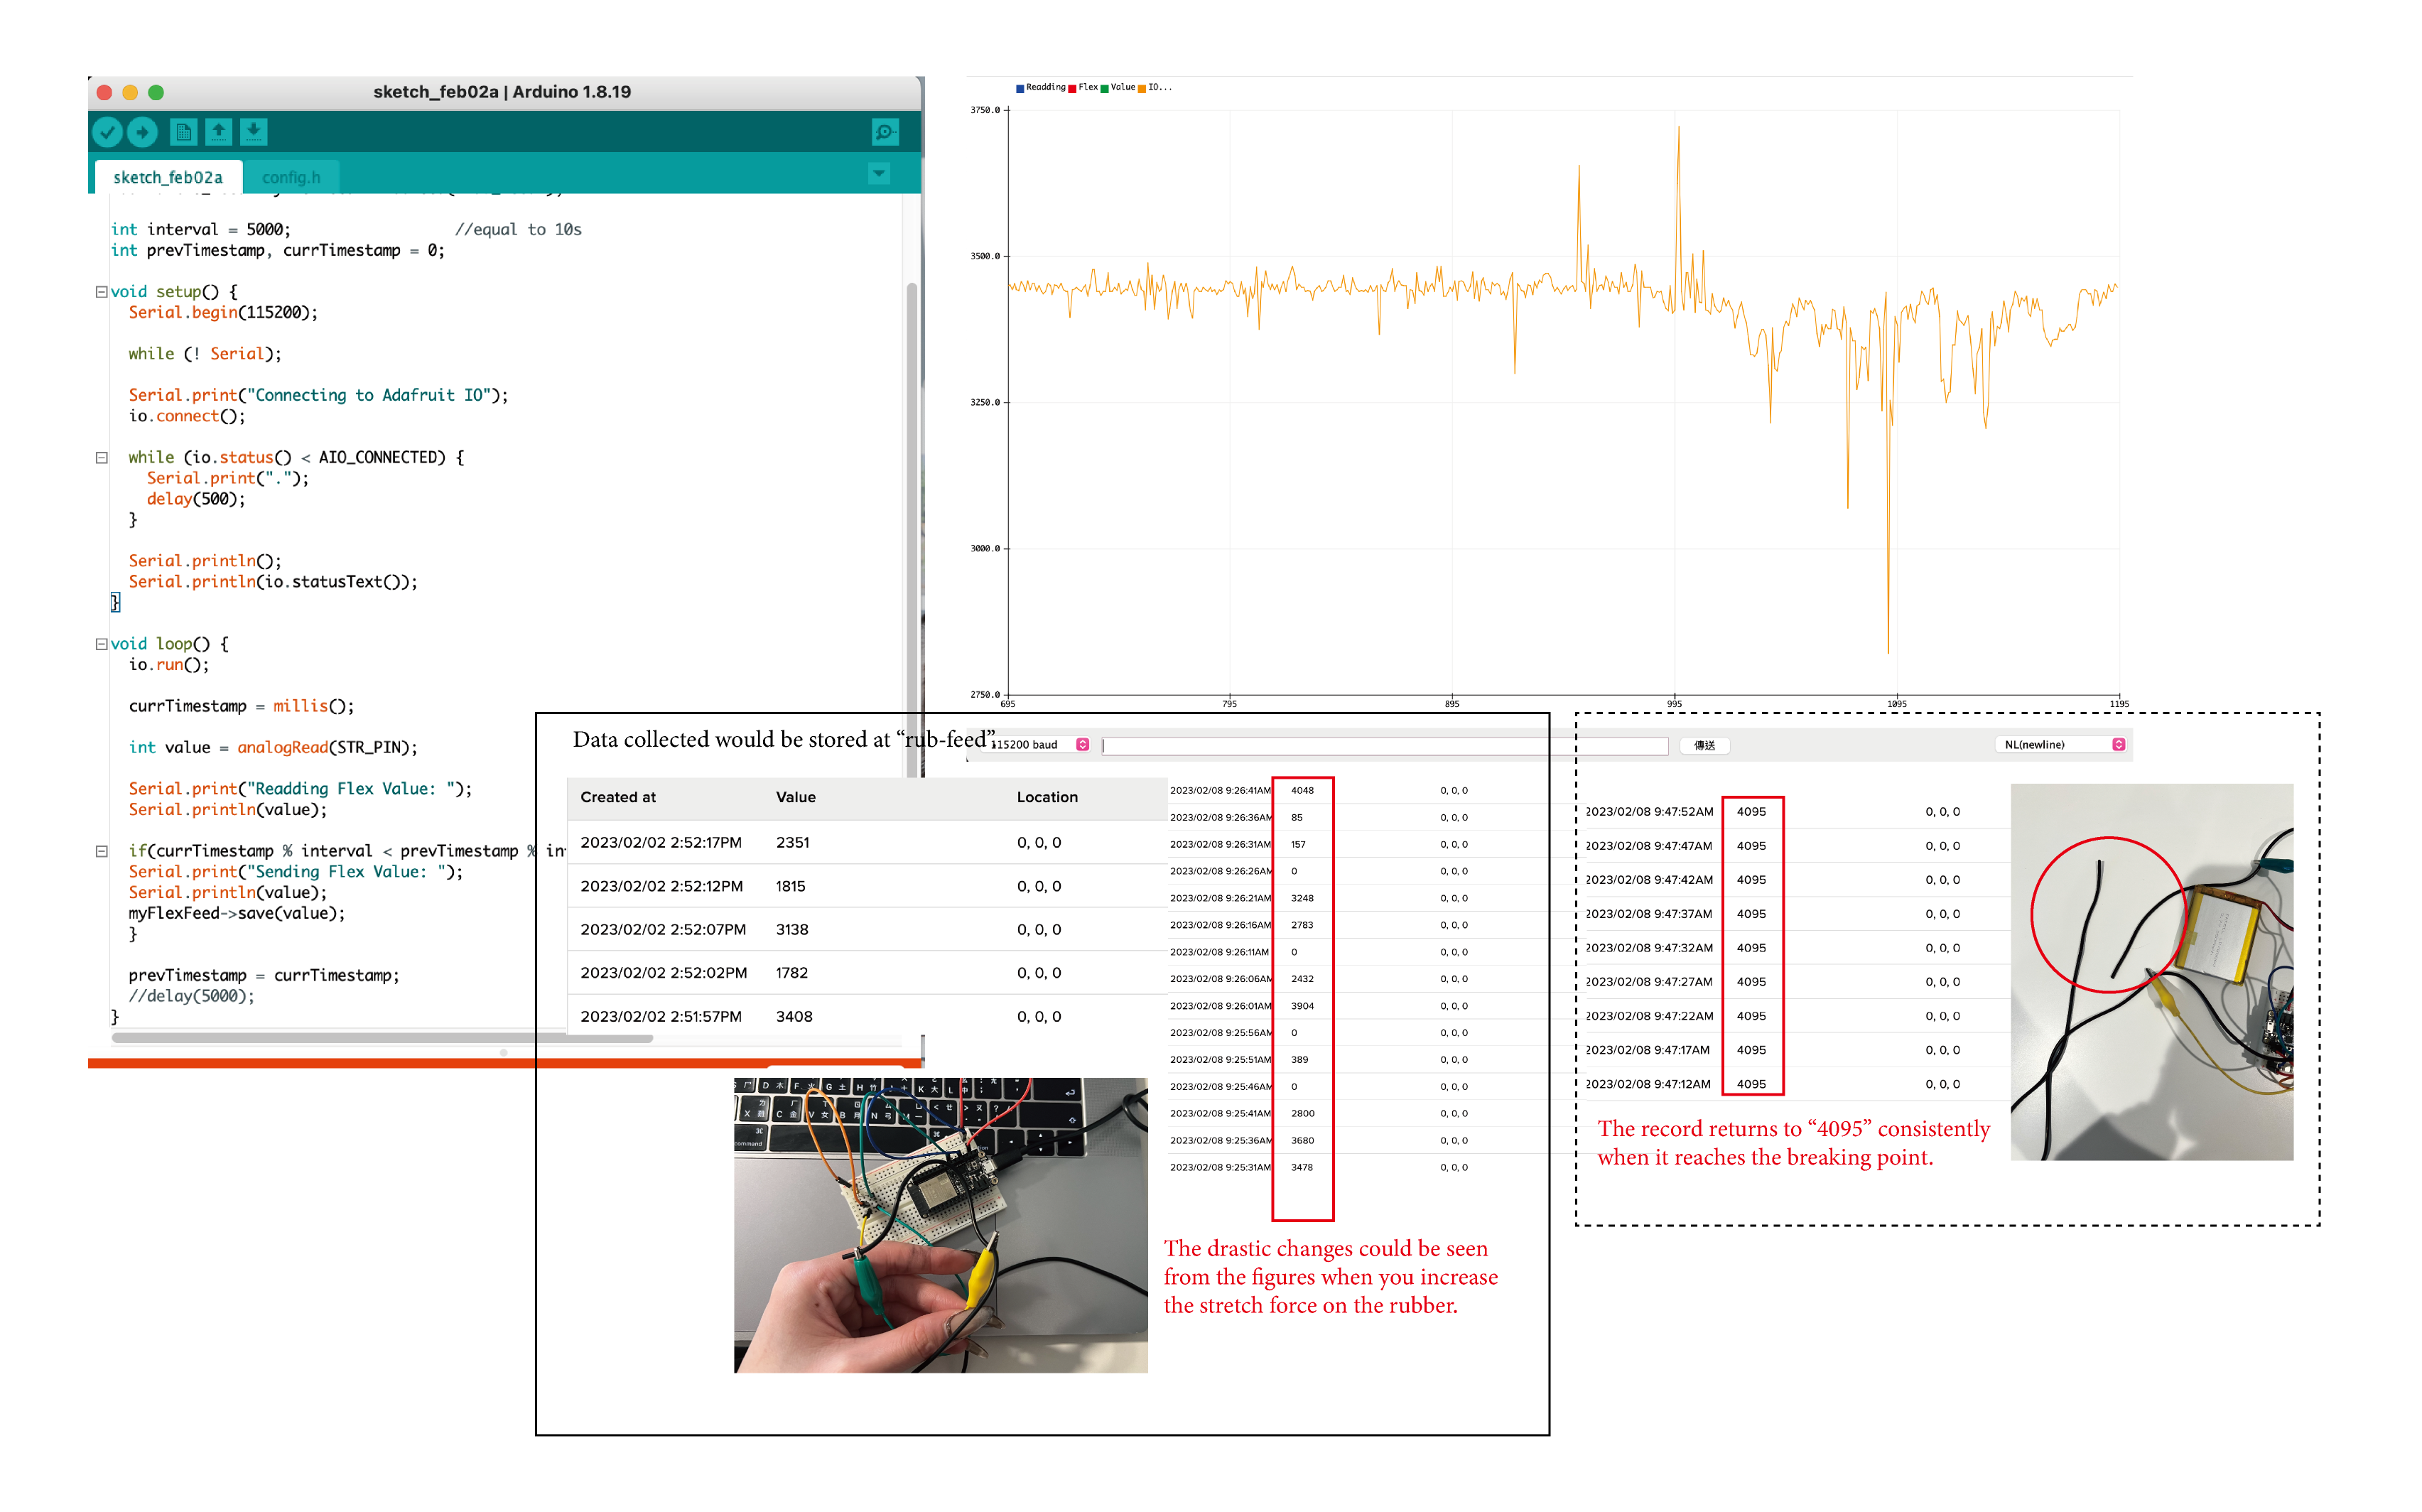 sketch_feb02a | Arduino 1.8.19
sketch_feb02a
config.h
int interval = 5000; //equal to 10s
int prevTimestamp, currTimestamp = 0;
void setup() {
Serial.begin(115200);
while (! Serial);
Serial.print("Connecting to Adafruit IO");
io.connect();
while (io.status() < AIO_CONNECTED) {
Serial.print(".");
delay(500);
}
Serial.println();
Serial.println(io.statusText());
}
void loop() {
io.run();
currTimestamp = millis();
int value = analogRead(STR_PIN);
Serial.print("Readding Flex Value: ");
Serial.println(value);
if(currTimestamp % interval < prevTimestamp % in
Serial.print("Sending Flex Value: ");
Serial.println(value);
myFlexFeed->save(value);
}
prevTimestamp = currTimestamp;
//delay(5000);
}
Readding Flex Value IO...
3750.0
3500.0
3250.0
3000.0
2750.0
695 795 895 995 1095 1195
115200 baud
傳送
NL(newline)
Data collected would be stored at “rub-feed”
Created at Value Location
2023/02/02 2:52:17PM 2351 0, 0, 0
2023/02/02 2:52:12PM 1815 0, 0, 0
2023/02/02 2:52:07PM 3138 0, 0, 0
2023/02/02 2:52:02PM 1782 0, 0, 0
2023/02/02 2:51:57PM 3408 0, 0, 0
2023/02/08 9:26:41AM 4048 0, 0, 0
2023/02/08 9:26:36AM 85 0, 0, 0
2023/02/08 9:26:31AM 157 0, 0, 0
2023/02/08 9:26:26AM 0 0, 0, 0
2023/02/08 9:26:21AM 3248 0, 0, 0
2023/02/08 9:26:16AM 2783 0, 0, 0
2023/02/08 9:26:11AM 0 0, 0, 0
2023/02/08 9:26:06AM 2432 0, 0, 0
2023/02/08 9:26:01AM 3904 0, 0, 0
2023/02/08 9:25:56AM 0 0, 0, 0
2023/02/08 9:25:51AM 389 0, 0, 0
2023/02/08 9:25:46AM 0 0, 0, 0
2023/02/08 9:25:41AM 2800 0, 0, 0
2023/02/08 9:25:36AM 3680 0, 0, 0
2023/02/08 9:25:31AM 3478 0, 0, 0
The drastic changes could be seen
from the figures when you increase
the stretch force on the rubber.
2023/02/08 9:47:52AM 4095 0, 0, 0
2023/02/08 9:47:47AM 4095 0, 0, 0
2023/02/08 9:47:42AM 4095 0, 0, 0
2023/02/08 9:47:37AM 4095 0, 0, 0
2023/02/08 9:47:32AM 4095 0, 0, 0
2023/02/08 9:47:27AM 4095 0, 0, 0
2023/02/08 9:47:22AM 4095 0, 0, 0
2023/02/08 9:47:17AM 4095 0, 0, 0
2023/02/08 9:47:12AM 4095 0, 0, 0
The record returns to “4095” consistently
when it reaches the breaking point.
command